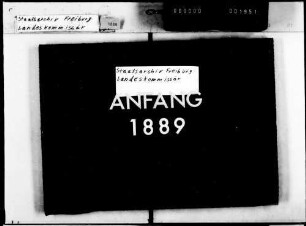 Staatsarchiv Freiburg
Landeskommissär
Staatsarchiv Freiburg
Landeskommissär
ANFANG
1889